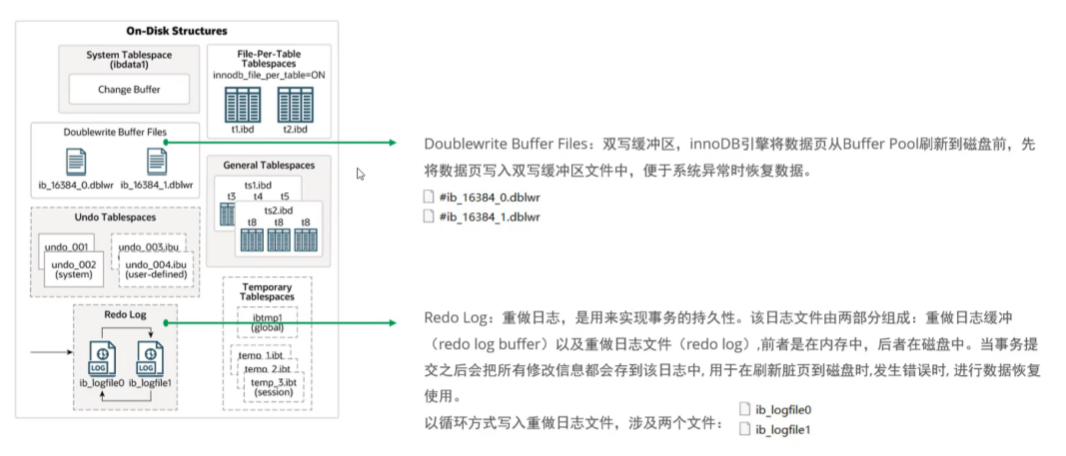 On-Disk Structures
System Tablespace
(ibdata1)
Change Buffer
File-Per-Table
Tablespaces
innodb_file_per_table=ON
t1.ibd
t2.ibd
Doublewrite Buffer Files
ib_16384_0.dblwr
ib_16384_1.dblwr
General Tablespaces
ts1.ibd
t3
t4
t5
ts2.ibd
t8
t8
t8
Undo Tablespaces
undo_001
undo_002
(system)
undo_003.ibu
undo_004.ibu
(user-defined)
Temporary
Tablespaces
ibtmp1
(global)
temp_1.ibt
temp_2.ibt
temp_3.ibt
(session)
Redo Log
LOG
LOG
ib_logfile0
ib_logfile1
Doublewrite Buffer Files：双写缓冲区，innoDB引擎将数据页从Buffer Pool刷新到磁盘前，先
将数据页写入双写缓冲区文件中，便于系统异常时恢复数据。
#ib_16384_0.dblwr
#ib_16384_1.dblwr
Redo Log：重做日志，是用来实现事务的持久性。该日志文件由两部分组成：重做日志缓冲
（redo log buffer）以及重做日志文件（redo log）,前者是在内存中，后者在磁盘中。当事务提
交之后会把所有修改信息都会存到该日志中, 用于在刷新脏页到磁盘时,发生错误时, 进行数据恢复
使用。
以循环方式写入重做日志文件，涉及两个文件：
ib_logfile0
ib_logfile1